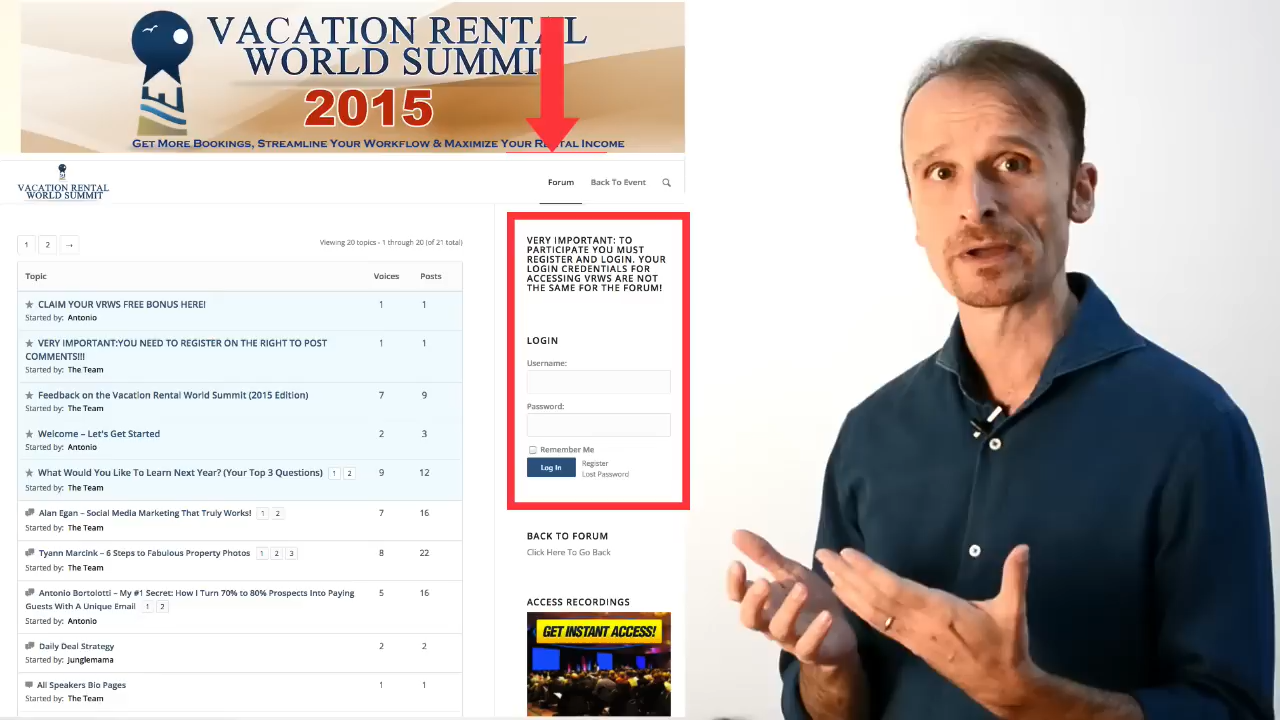 VACATION RENTAL
WORLD SUMMIT
2015
GET MORE BOOKINGS, STREAMLINE YOUR WORKFLOW & MAXIMIZE YOUR RENTAL INCOME
VACATION RENTAL
WORLD SUMMIT
Forum Back To Event
1 2 →
Viewing 20 topics - 1 through 20 (of 21 total)
Topic Voices Posts
CLAIM YOUR VRWS FREE BONUS HERE! 1 1
Started by: Antonio
VERY IMPORTANT:YOU NEED TO REGISTER ON THE RIGHT TO POST 1 1
COMMENTS!!!
Started by: The Team
Feedback on the Vacation Rental World Summit (2015 Edition) 7 9
Started by: The Team
Welcome – Let's Get Started 2 3
Started by: Antonio
What Would You Like To Learn Next Year? (Your Top 3 Questions) 1 2 9 12
Started by: The Team
Alan Egan – Social Media Marketing That Truly Works! 1 2 7 16
Started by: The Team
Tyann Marcink – 6 Steps to Fabulous Property Photos 1 2 3 8 22
Started by: The Team
Antonio Bortolotti – My #1 Secret: How I Turn 70% to 80% Prospects Into Paying 5 16
Guests With A Unique Email 1 2
Started by: Antonio
Daily Deal Strategy 2 2
Started by: Junglemama
All Speakers Bio Pages 1 1
Started by: The Team
VERY IMPORTANT: TO
PARTICIPATE YOU MUST
REGISTER AND LOGIN. YOUR
LOGIN CREDENTIALS FOR
ACCESSING VRWS ARE NOT
THE SAME FOR THE FORUM!
LOGIN
Username:
Password:
Remember Me
Log In Register
Lost Password
BACK TO FORUM
Click Here To Go Back
ACCESS RECORDINGS
GET INSTANT ACCESS!